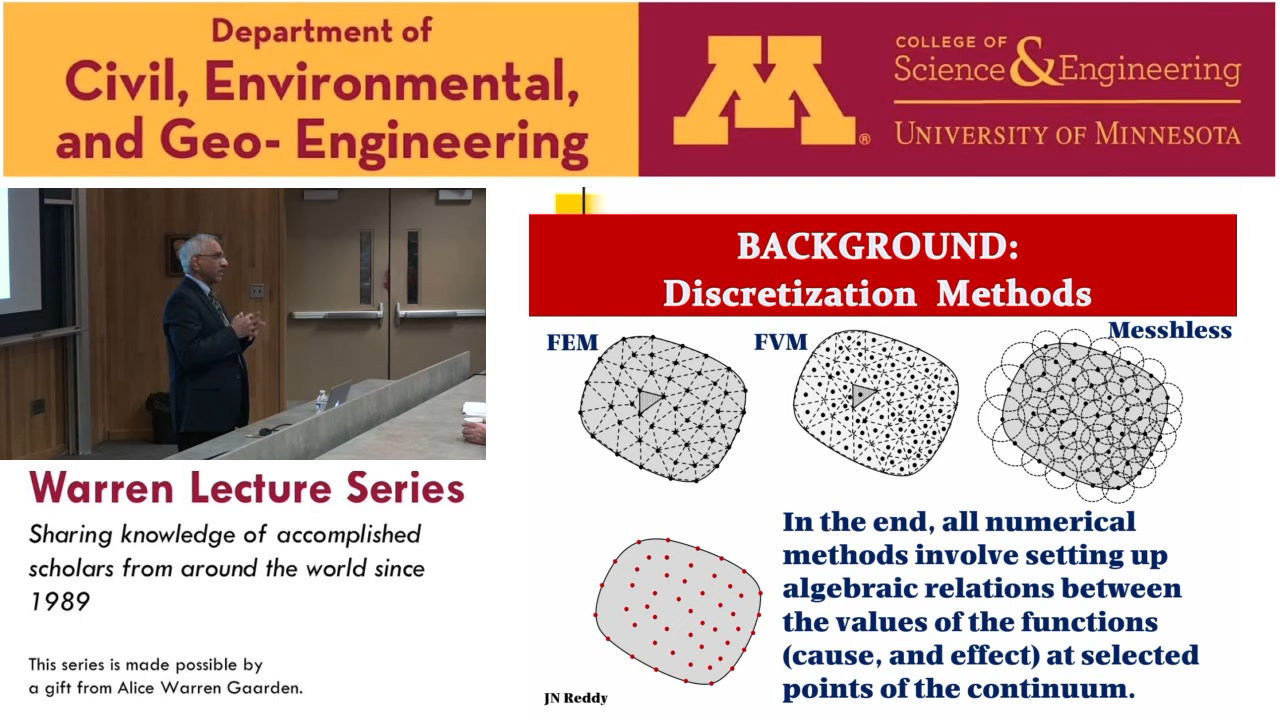 Department of
Civil, Environmental,
and Geo- Engineering
M®
COLLEGE OF
Science & Engineering
UNIVERSITY OF MINNESOTA
BACKGROUND:
Discretization Methods
FEM
FVM
Messhless
In the end, all numerical
methods involve setting up
algebraic relations between
the values of the functions
(cause, and effect) at selected
points of the continuum.
JN Reddy
Warren Lecture Series
Sharing knowledge of accomplished
scholars from around the world since
1989
This series is made possible by
a gift from Alice Warren Gaarden.